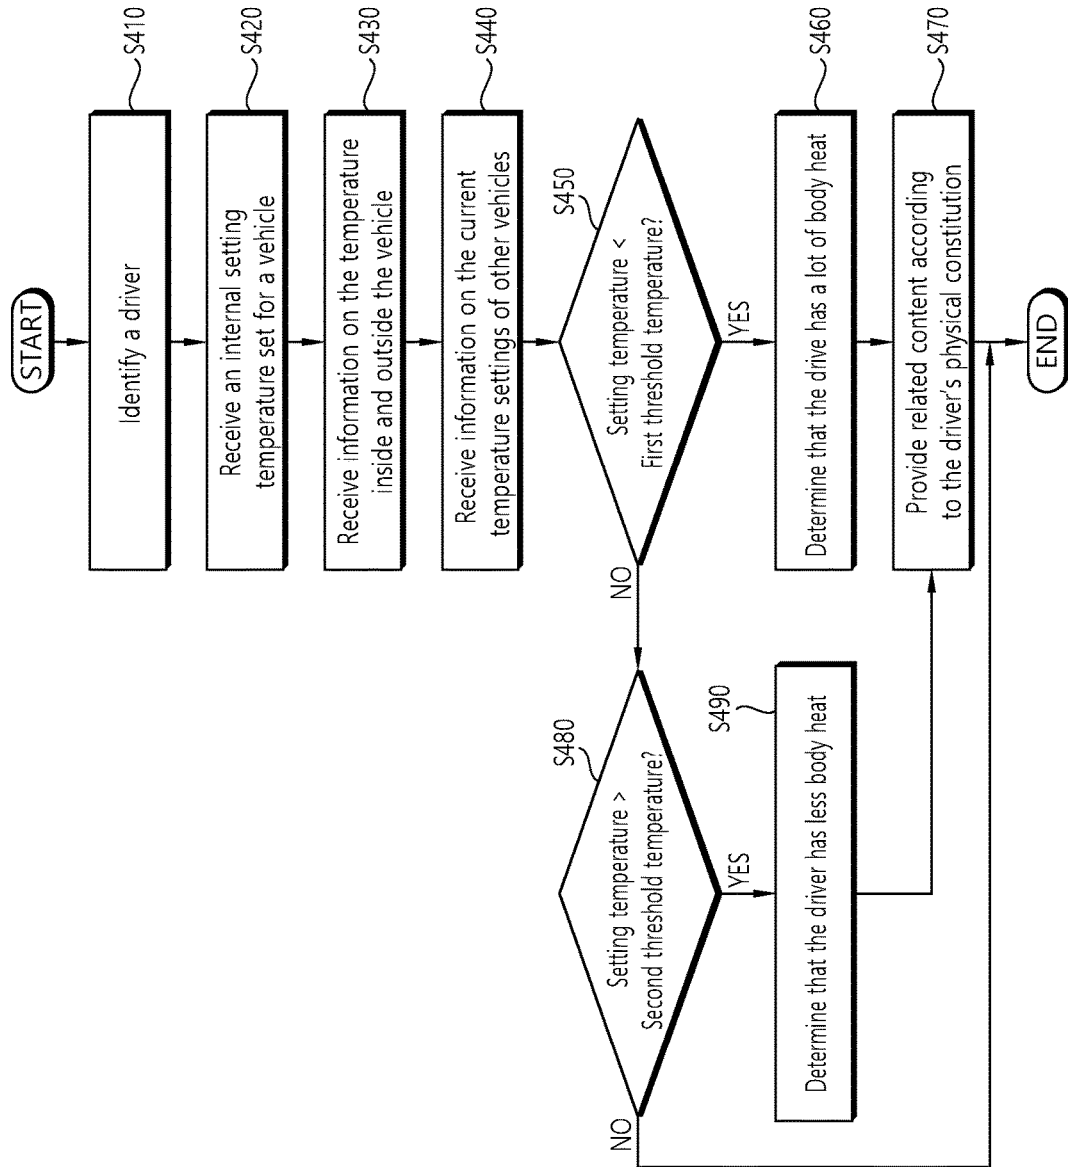 START
Identify a driver
S410
Receive an internal setting
temperature set for a vehicle
S420
Receive information on the temperature
inside and outside the vehicle
S430
Receive information on the current
temperature settings of other vehicles
S440
Setting temperature <
First threshold temperature?
S450
YES
NO
Determine that the drive has a lot of body heat
S460
Provide related content according
to the driver's physical constitution
S470
Setting temperature >
Second threshold temperature?
S480
YES
NO
Determine that the driver has less body heat
S490
END